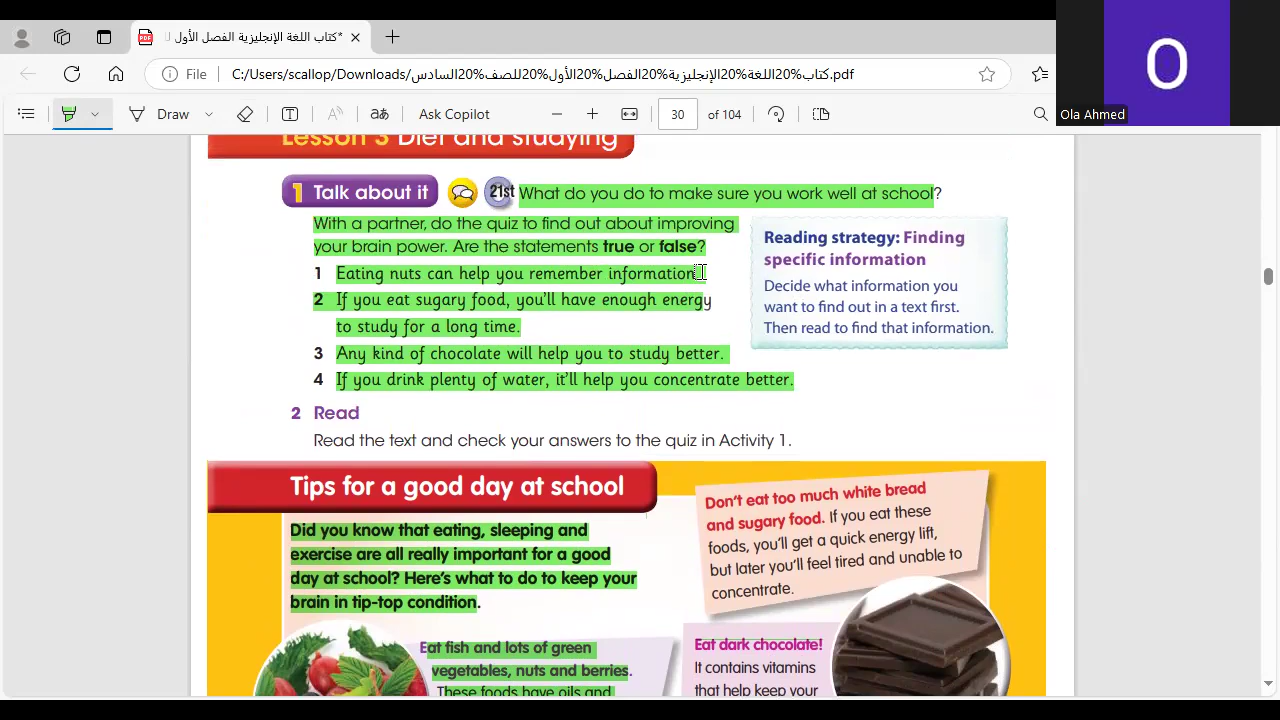 *كتاب اللغة الإنجليزية الفصل الأول
File
C:/Users/scallop/Downloads/كتاب%20اللغة%20الإنجليزية%20الفصل%20الأول%20للصف%20السادس.pdf
Draw
Ask Copilot
30 of 104
O
Ola Ahmed
Lesson 3 Diet and studying
1 Talk about it
21st
What do you do to make sure you work well at school?
With a partner, do the quiz to find out about improving
your brain power. Are the statements true or false?
1 Eating nuts can help you remember information.
2 If you eat sugary food, you'll have enough energy
to study for a long time.
3 Any kind of chocolate will help you to study better.
4 If you drink plenty of water, it'll help you concentrate better.
Reading strategy: Finding
specific information
Decide what information you
want to find out in a text first.
Then read to find that information.
2 Read
Read the text and check your answers to the quiz in Activity 1.
Tips for a good day at school
Did you know that eating, sleeping and
exercise are all really important for a good
day at school? Here's what to do to keep your
brain in tip-top condition.
Don't eat too much white bread
and sugary food. If you eat these
foods, you'll get a quick energy lift,
but later you'll feel tired and unable to
concentrate.
Eat fish and lots of green
vegetables, nuts and berries.
These foods have oils and
Eat dark chocolate!
It contains vitamins
that help keep your